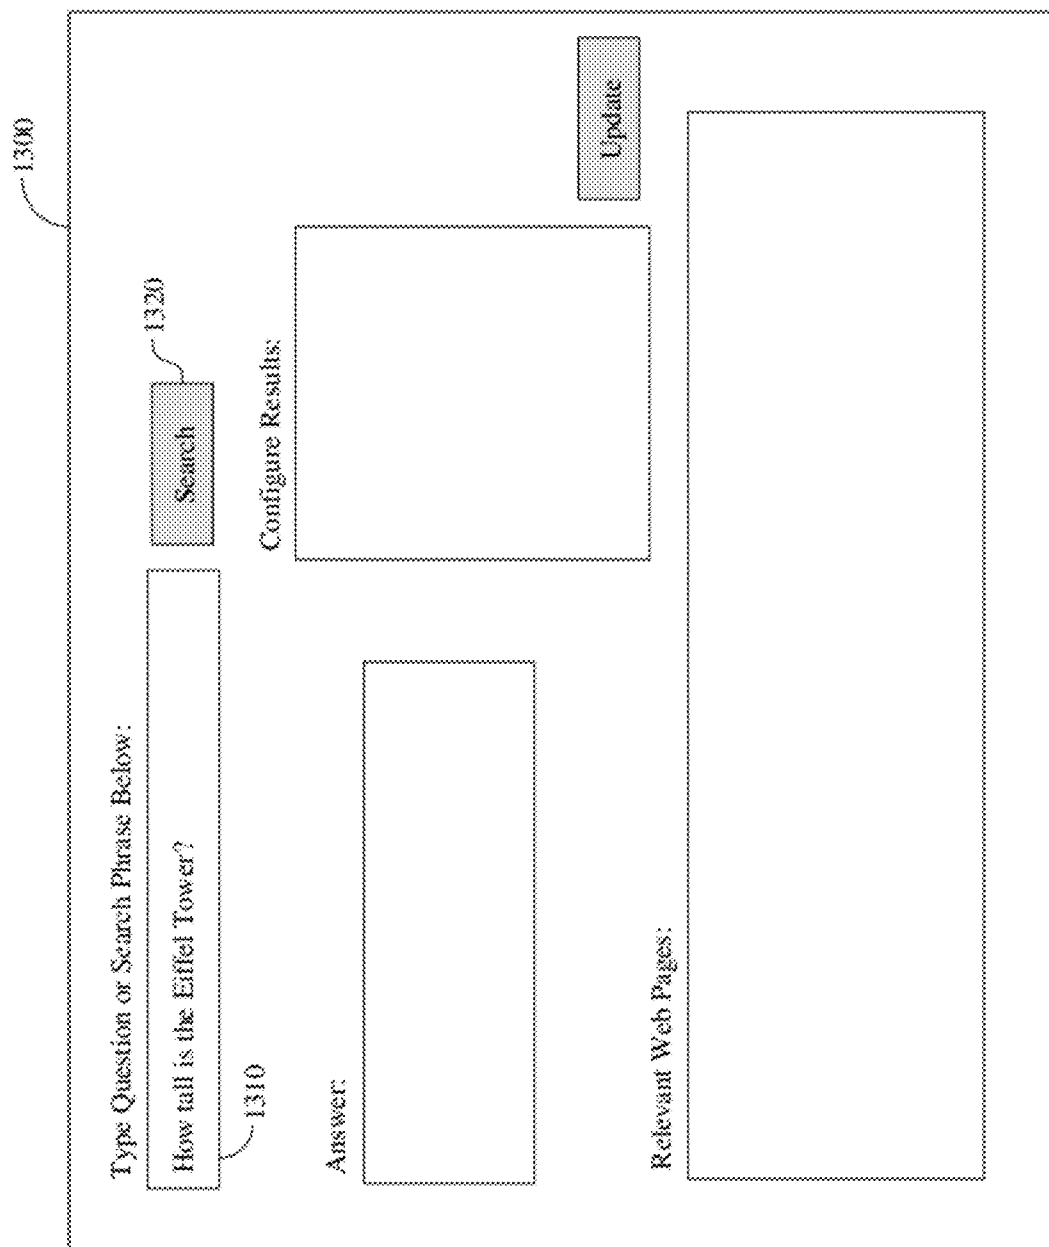 1300
Type Question or Search Phrase Below:
How tall is the Eiffel Tower?
Search
1310
1320
Answer:
Configure Results:
Update
Relevant Web Pages: